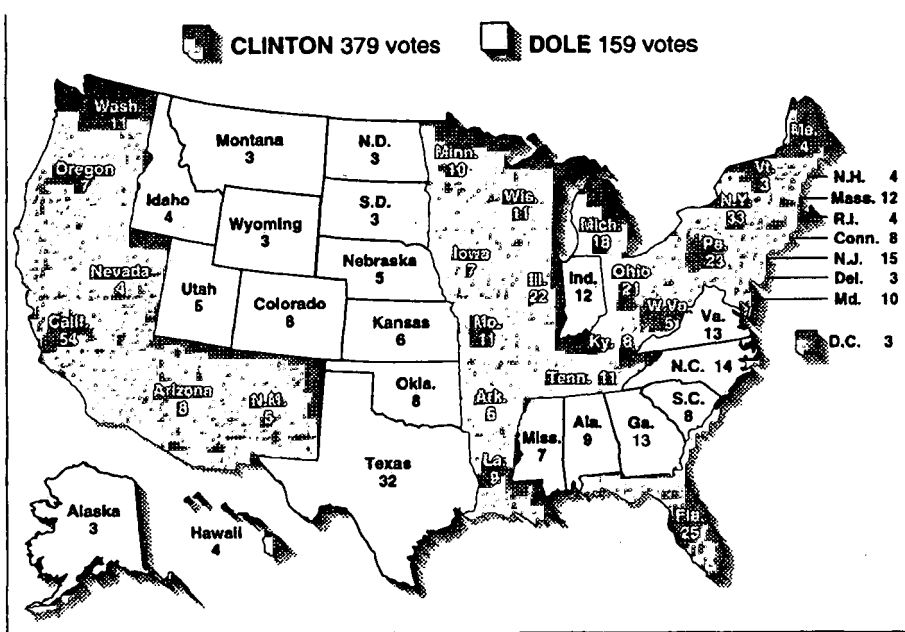 CLINTON 379 votes
DOLE 159 votes
Wash.
11
Oregon
7
Calif.
54
Nevada
4
Idaho
4
Montana
3
Wyoming
3
Utah
5
Colorado
8
Arizona
8
N.M.
5
N.D.
3
S.D.
3
Nebraska
5
Kansas
6
Okla.
8
Texas
32
Minn.
10
Iowa
7
Mo.
11
Ark.
6
La.
9
Wis.
11
Ill.
22
Mich.
18
Ind.
12
Ohio
21
Ky. 8
Tenn. 11
Miss.
7
Ala.
9
Ga.
13
Fla.
25
S.C.
8
N.C. 14
Va.
13
W.Va.
5
Pa.
23
N.Y.
33
Vt.
3
Me.
4
N.H. 4
Mass. 12
R.I. 4
Conn. 8
N.J. 15
Del. 3
Md. 10
D.C. 3
Alaska
3
Hawaii
4